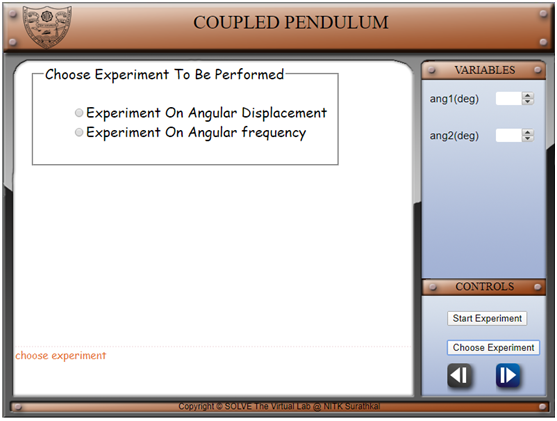 COUPLED PENDULUM
Choose Experiment To Be Performed
Experiment On Angular Displacement
Experiment On Angular frequency
choose experiment
VARIABLES
ang1(deg)
ang2(deg)
CONTROLS
Start Experiment
Choose Experiment
Copyright © SOLVE The Virtual Lab @ NITK Surathkal